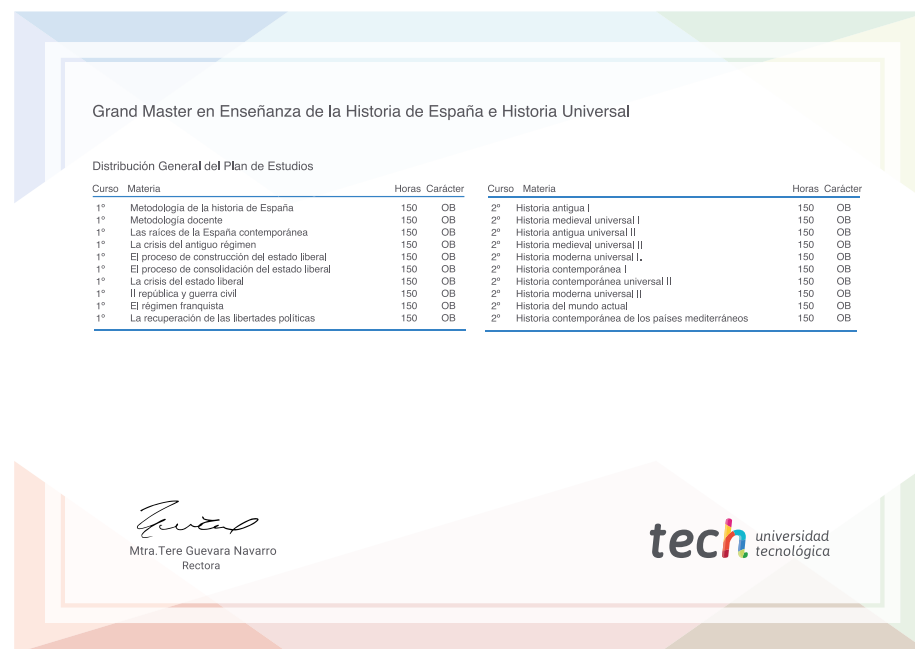 Grand Master en Enseñanza de la Historia de España e Historia Universal
Distribución General del Plan de Estudios
Curso Materia Horas Carácter
1º Metodología de la historia de España 150 OB
1º Metodología docente 150 OB
1º Las raíces de la España contemporánea 150 OB
1º La crisis del antiguo régimen 150 OB
1º El proceso de construcción del estado liberal 150 OB
1º El proceso de consolidación del estado liberal 150 OB
1º La crisis del estado liberal 150 OB
1º II república y guerra civil 150 OB
1º El régimen franquista 150 OB
1º La recuperación de las libertades políticas 150 OB
Curso Materia Horas Carácter
2º Historia antigua I 150 OB
2º Historia medieval universal I 150 OB
2º Historia antigua universal II 150 OB
2º Historia medieval universal II 150 OB
2º Historia moderna universal I. 150 OB
2º Historia contemporánea I 150 OB
2º Historia contemporánea universal II 150 OB
2º Historia moderna universal II 150 OB
2º Historia del mundo actual 150 OB
2º Historia contemporánea de los países mediterráneos 150 OB
Mtra.Tere Guevara Navarro
Rectora
tech universidad
tecnológica